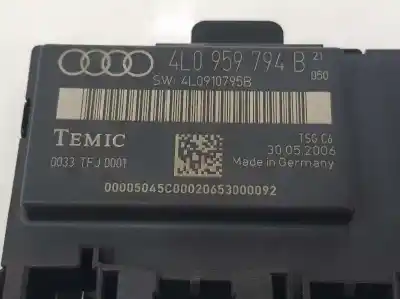 4L0 959 794 B 21
050
SW: 4L0910795B
TEMIC
TSG C6
0033 TFJ 0001
30.05.2006
Made in Germany
00005045C00020653000092